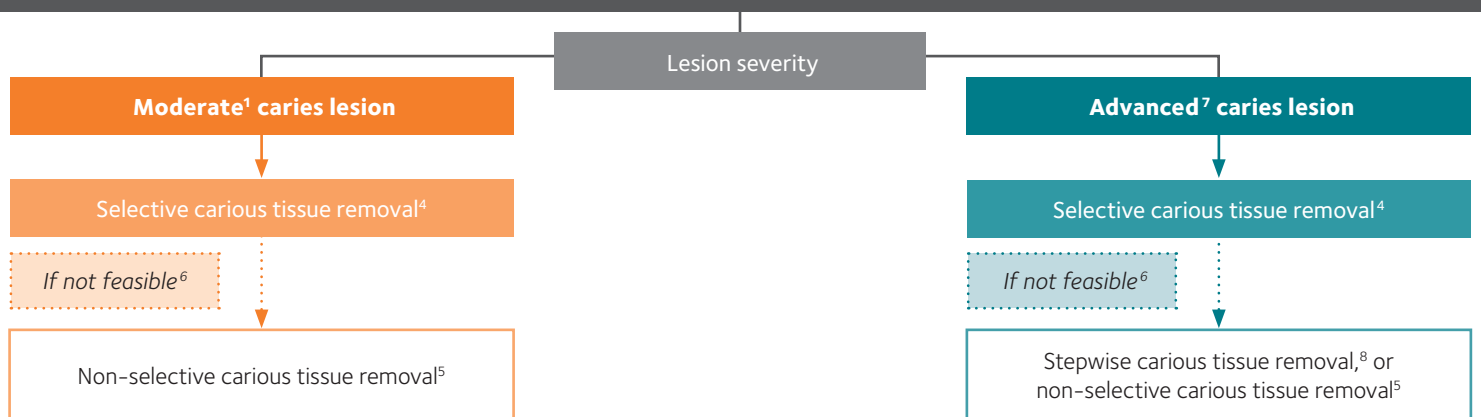 Lesion severity
Moderate¹ caries lesion
Advanced⁷ caries lesion
Selective carious tissue removal⁴
Selective carious tissue removal⁴
If not feasible⁶
If not feasible⁶
Non-selective carious tissue removal⁵
Stepwise carious tissue removal,⁸ or
non-selective carious tissue removal⁵